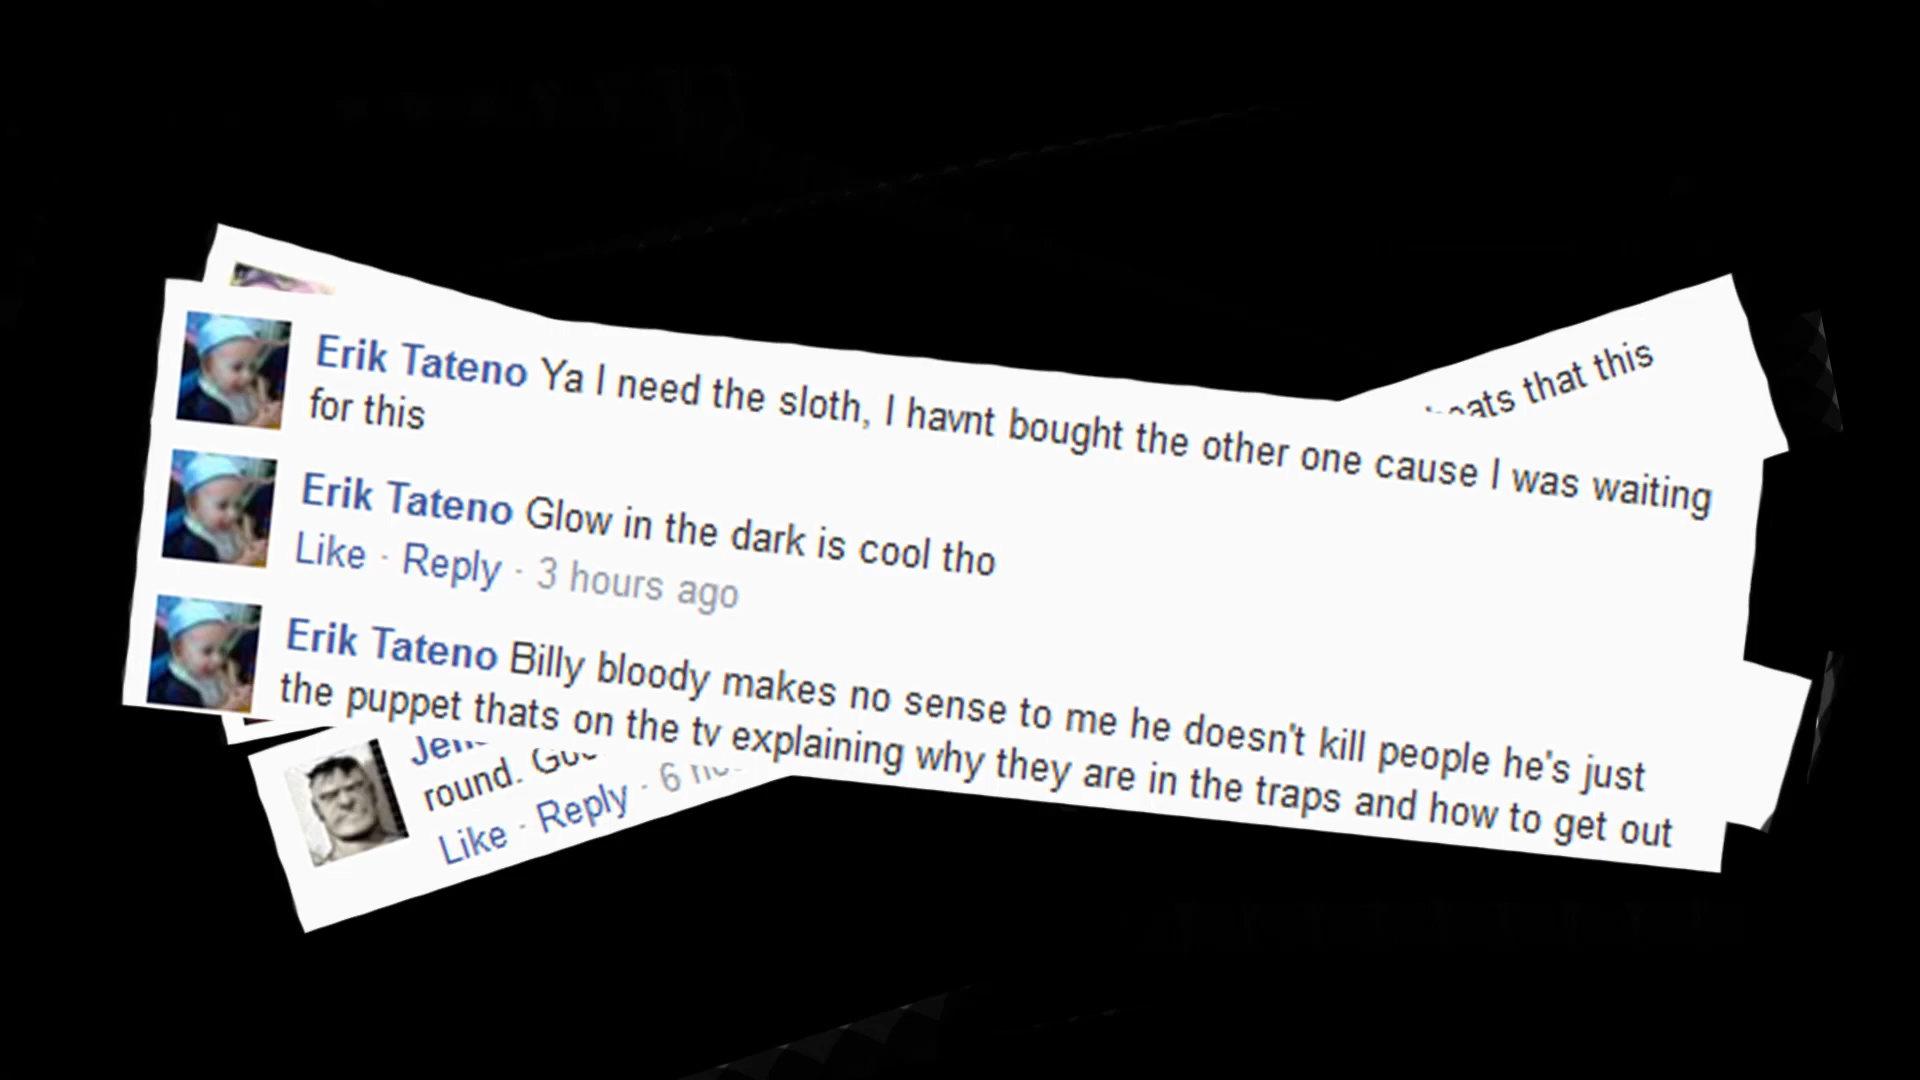 that this
Erik Tateno Ya I need the sloth, I havnt bought the other one cause I was waiting
for this
Erik Tateno Glow in the dark is cool tho
Like · Reply · 3 hours ago
Erik Tateno Billy bloody makes no sense to me he doesn't kill people he's just
the puppet thats on the tv explaining why they are in the traps and how to get out
round.
Like · Reply · 6